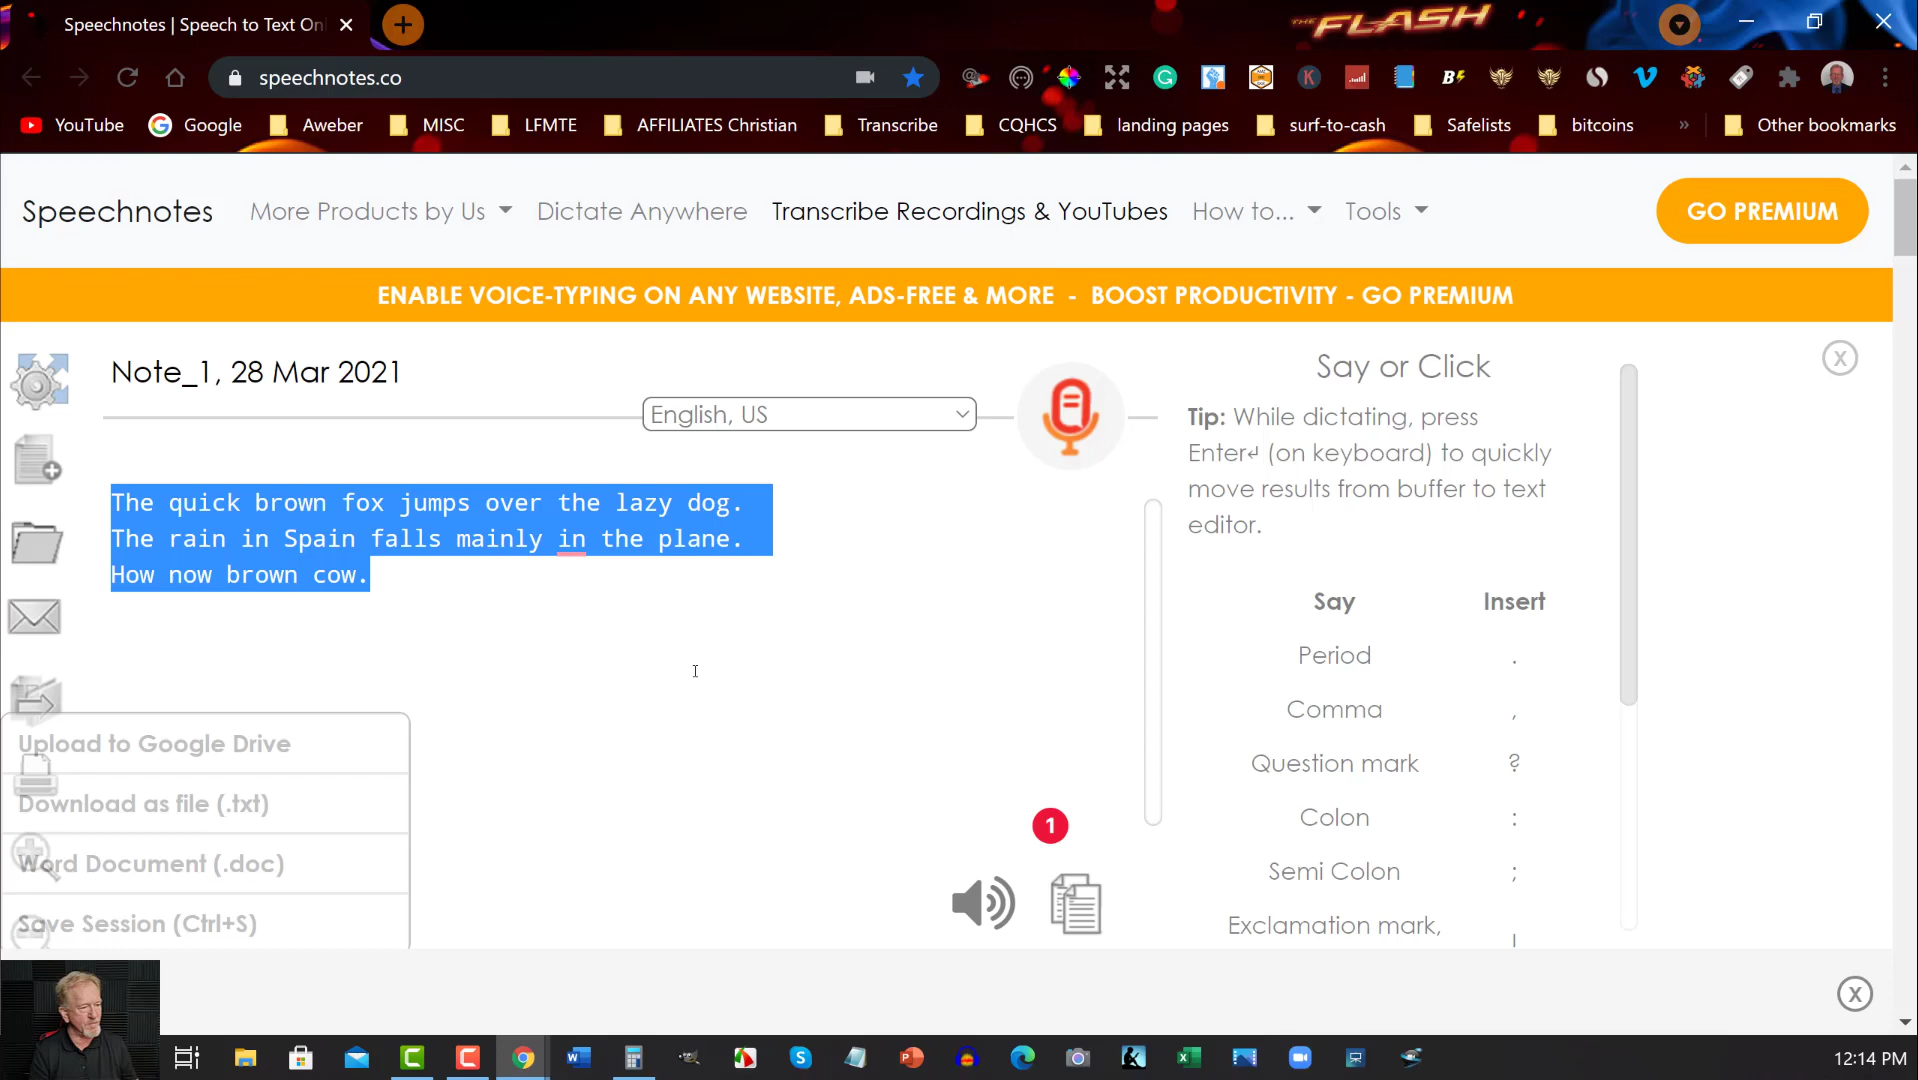 Speechnotes | Speech to Text Onl
THE FLASH
speechnotes.co
YouTube
Google
Aweber
MISC
LFMTE
AFFILIATES Christian
Transcribe
CQHCS
landing pages
surf-to-cash
Safelists
bitcoins
»
Other bookmarks
Speechnotes
More Products by Us
Dictate Anywhere
Transcribe Recordings & YouTubes
How to...
Tools
GO PREMIUM
ENABLE VOICE-TYPING ON ANY WEBSITE, ADS-FREE & MORE - BOOST PRODUCTIVITY - GO PREMIUM
Note_1, 28 Mar 2021
English, US
The quick brown fox jumps over the lazy dog.
The rain in Spain falls mainly in the plane.
How now brown cow.
Upload to Google Drive
Download as file (.txt)
Word Document (.doc)
Save Session (Ctrl+S)
1
Say or Click
X
Tip: While dictating, press
Enter↵ (on keyboard) to quickly
move results from buffer to text
editor.
Say Insert
Period .
Comma ,
Question mark ?
Colon :
Semi Colon ;
Exclamation mark, !
X
12:14 PM